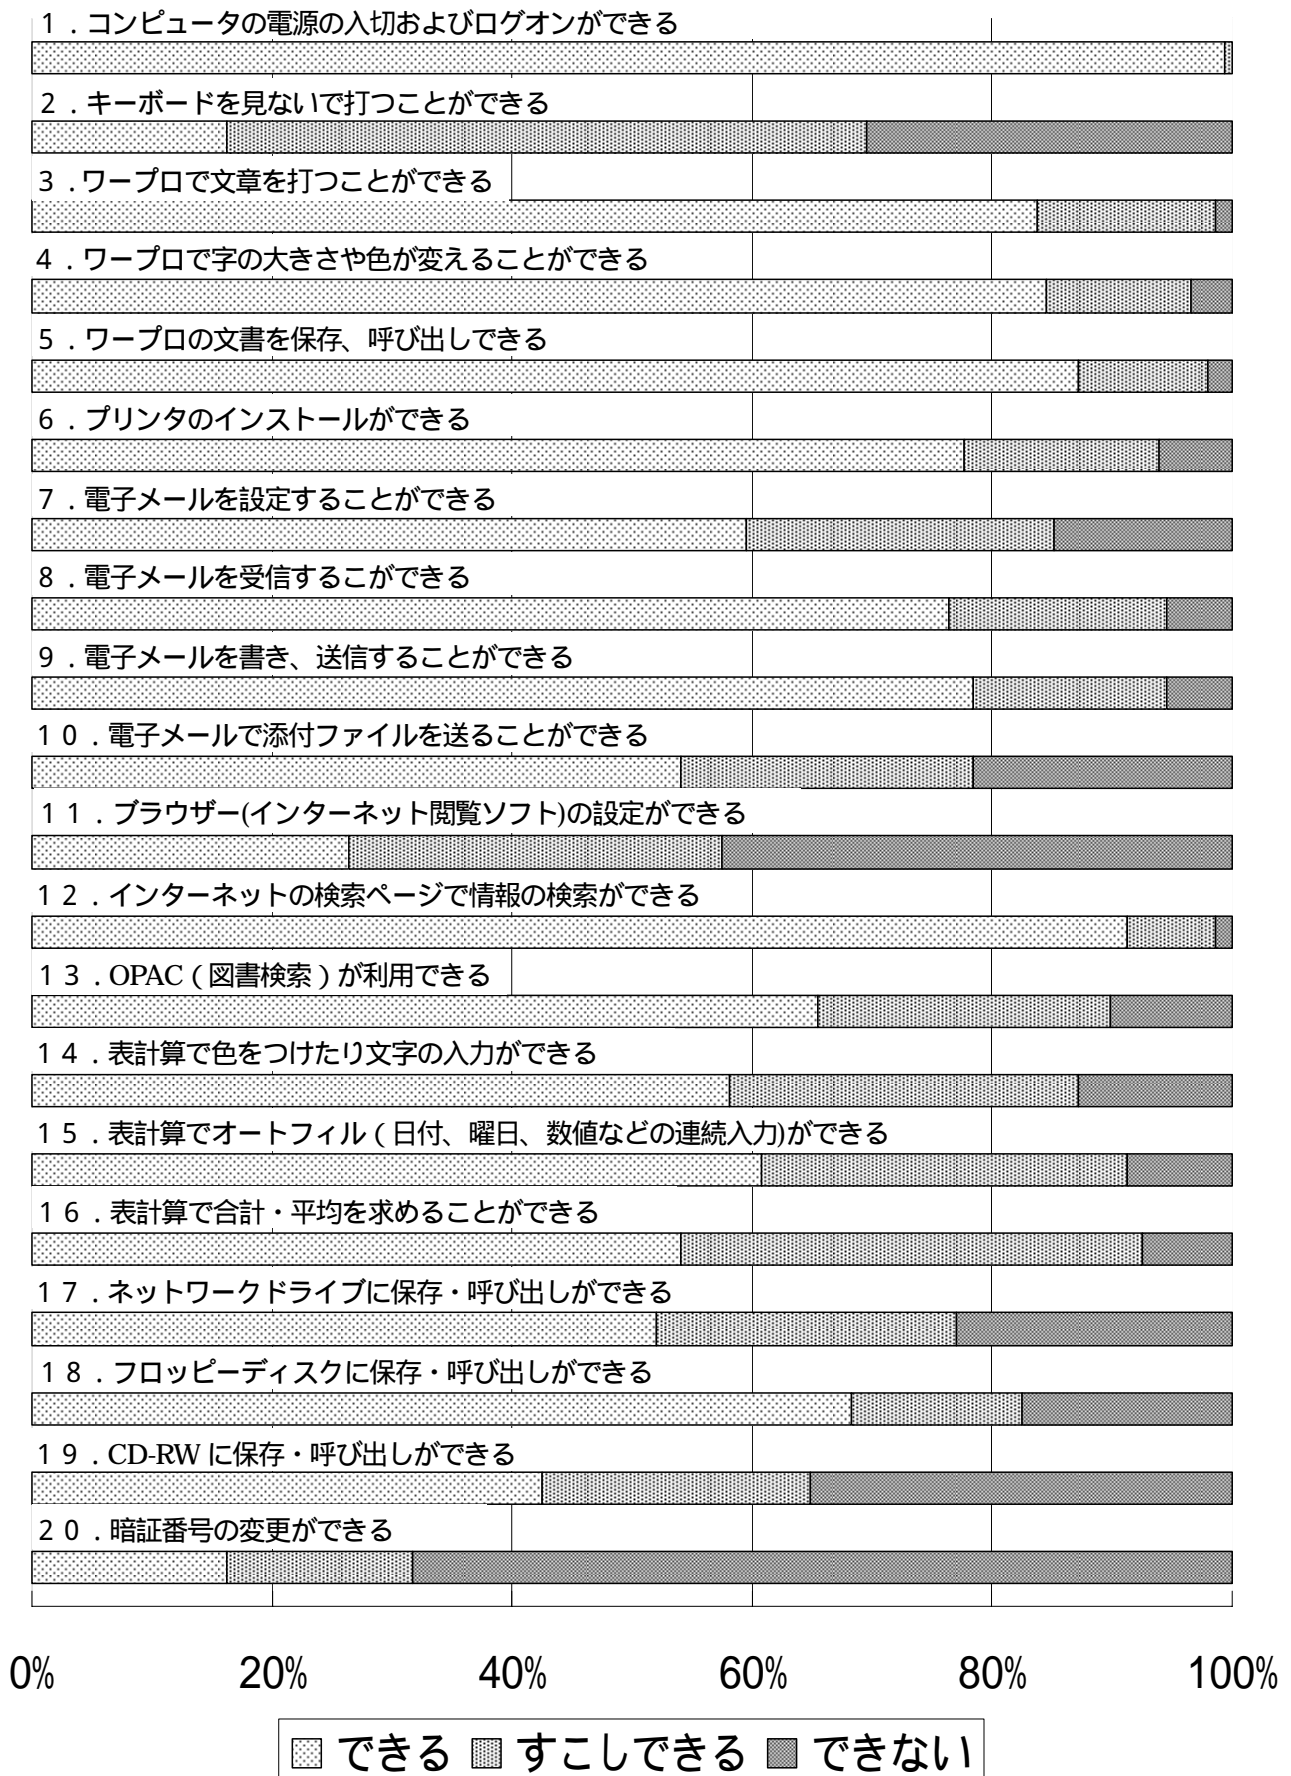 １．コンピュータの電源の入切およびログオンができる
２．キーボードを見ないで打つことができる
３．ワープロで文章を打つことができる
４．ワープロで字の大きさや色が変えることができる
５．ワープロの文書を保存、呼び出しできる
６．プリンタのインストールができる
７．電子メールを設定することができる
８．電子メールを受信するこができる
９．電子メールを書き、送信することができる
１０．電子メールで添付ファイルを送ることができる
１１．ブラウザー(インターネット閲覧ソフト)の設定ができる
１２．インターネットの検索ページで情報の検索ができる
１３．OPAC（図書検索）が利用できる
１４．表計算で色をつけたり文字の入力ができる
１５．表計算でオートフィル（日付、曜日、数値などの連続入力)ができる
１６．表計算で合計・平均を求めることができる
１７．ネットワークドライブに保存・呼び出しができる
１８．フロッピーディスクに保存・呼び出しができる
１９．CD-RW に保存・呼び出しができる
２０．暗証番号の変更ができる
0% 20% 40% 60% 80% 100%
できる すこしできる できない